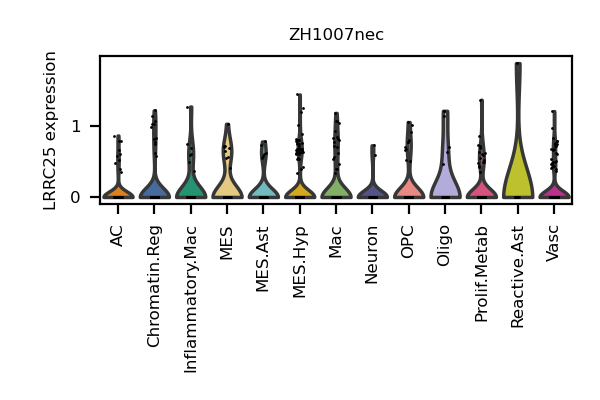 ZH1007nec
LRRC25 expression
1
0
AC
Chromatin.Reg
Inflammatory.Mac
MES
MES.Ast
MES.Hyp
Mac
Neuron
OPC
Oligo
Prolif.Metab
Reactive.Ast
Vasc